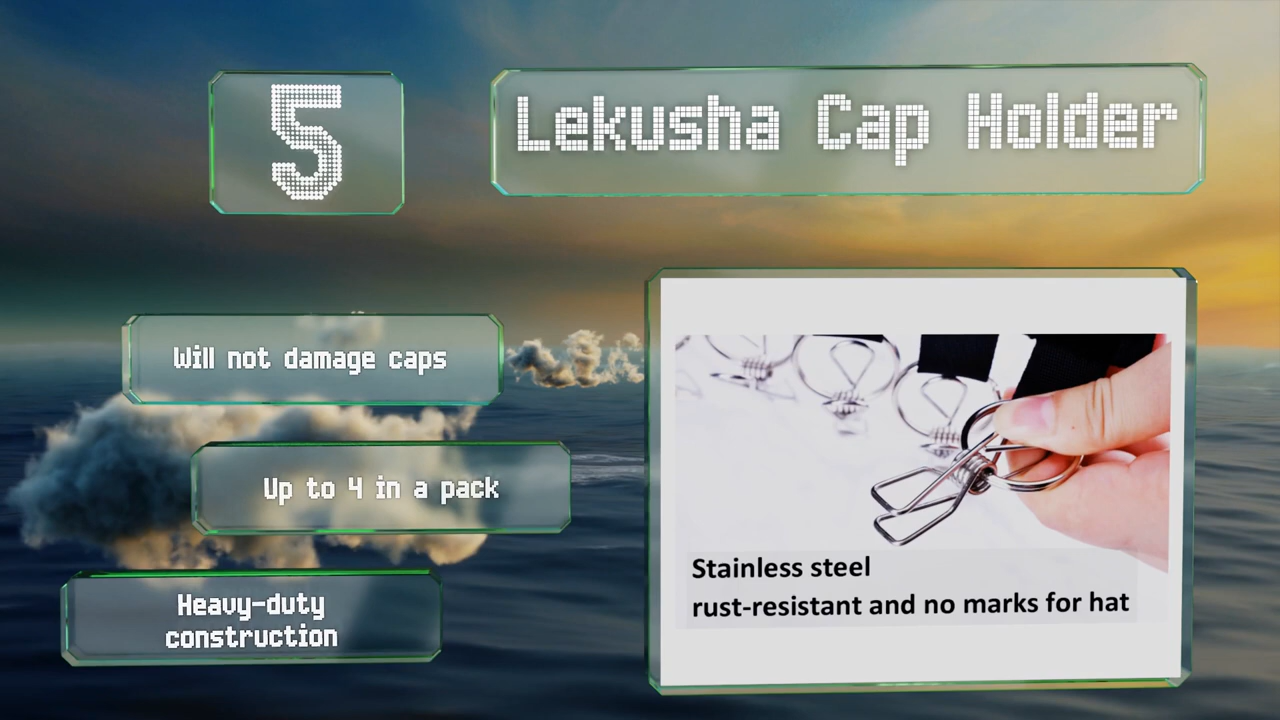 5
Lekusha Cap Holder
Will not damage caps
Up to 4 in a pack
Heavy-duty
construction
Stainless steel
rust-resistant and no marks for hat